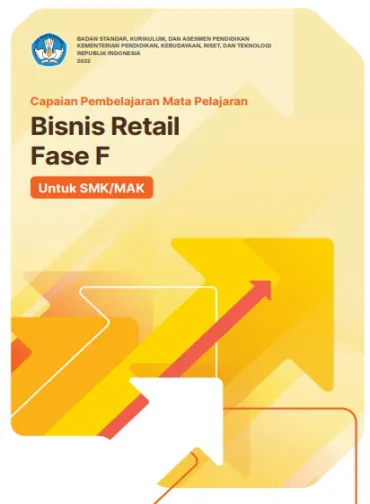 BADAN STANDAR, KURIKULUM, DAN ASESMEN PENDIDIKAN
KEMENTERIAN PENDIDIKAN, KEBUDAYAAN, RISET, DAN TEKNOLOGI
REPUBLIK INDONESIA
2022
Capaian Pembelajaran Mata Pelajaran
Bisnis Retail
Fase F
Untuk SMK/MAK